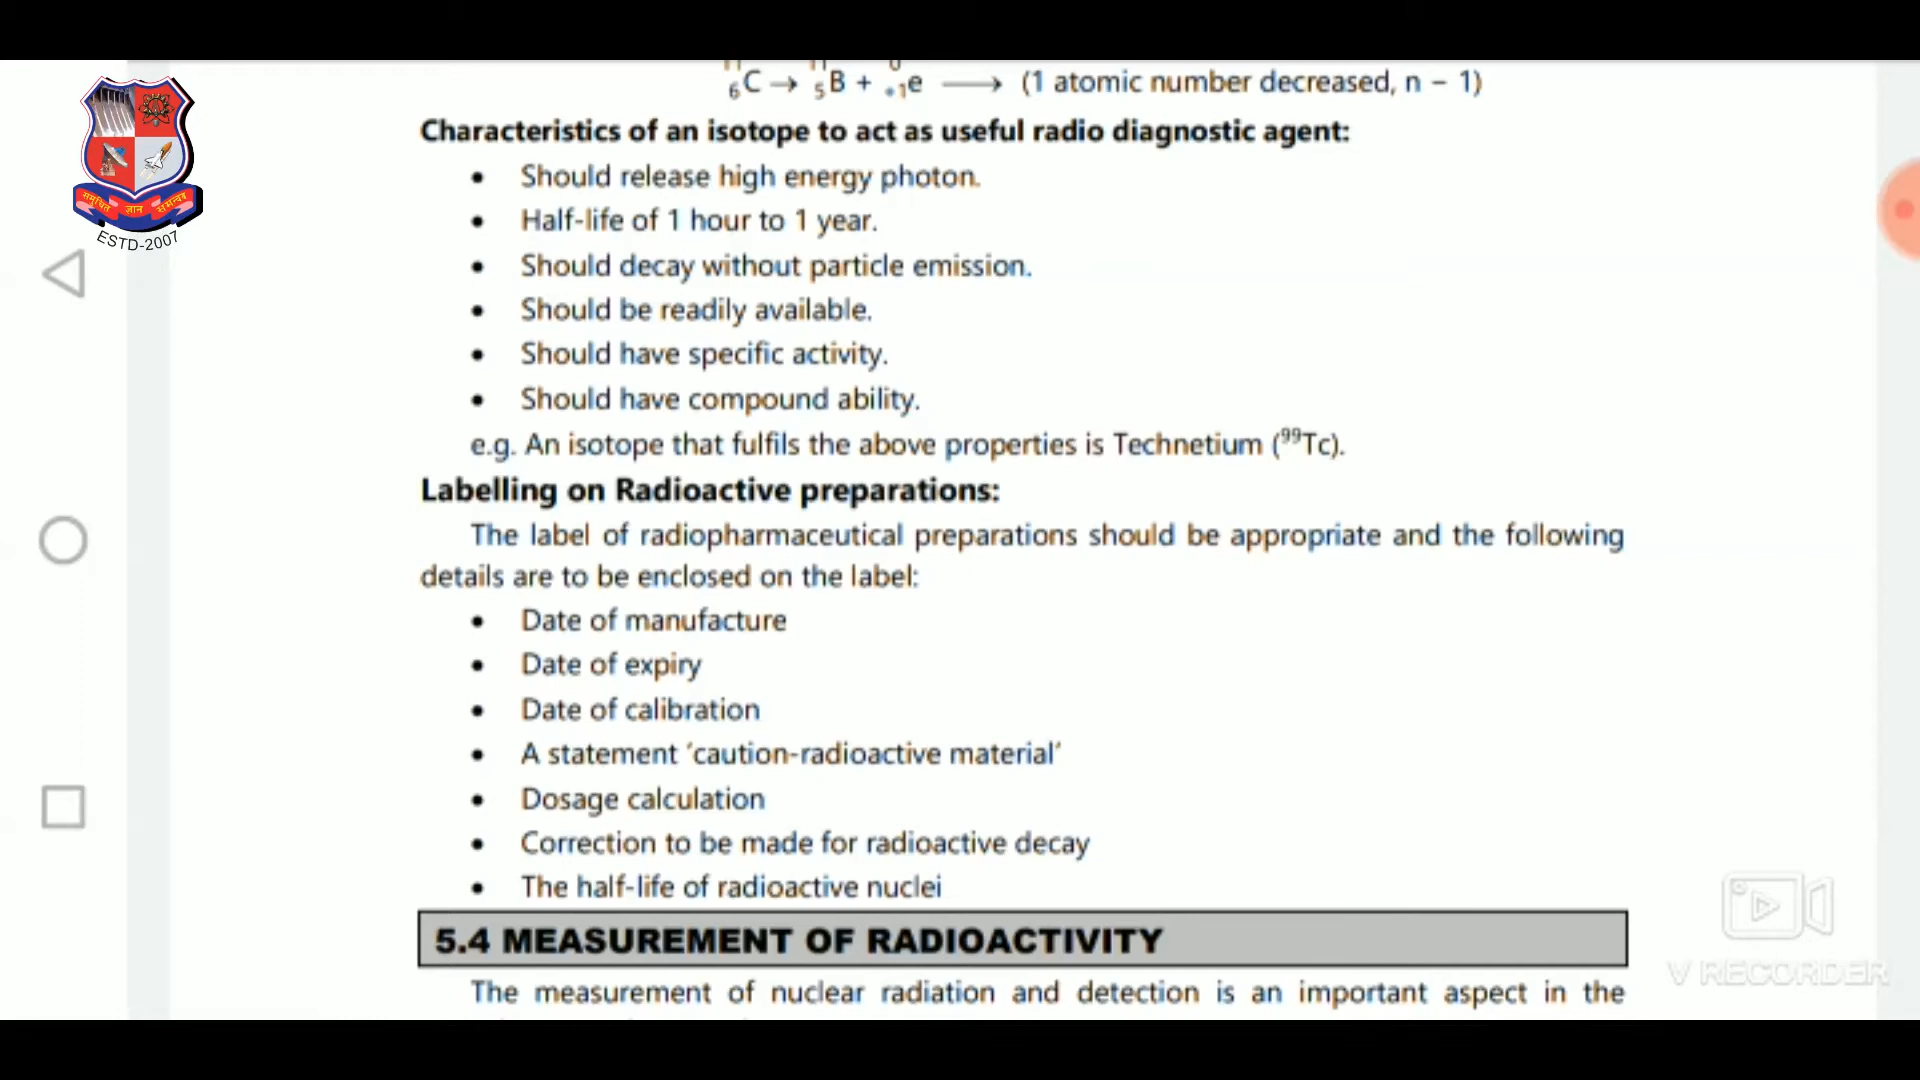 ₆C → ₅B + ₊₁e ⟶ (1 atomic number decreased, n − 1)
Characteristics of an isotope to act as useful radio diagnostic agent:
• Should release high energy photon.
• Half-life of 1 hour to 1 year.
• Should decay without particle emission.
• Should be readily available.
• Should have specific activity.
• Should have compound ability.
e.g. An isotope that fulfils the above properties is Technetium (⁹⁹Tc).
Labelling on Radioactive preparations:
The label of radiopharmaceutical preparations should be appropriate and the following
details are to be enclosed on the label:
• Date of manufacture
• Date of expiry
• Date of calibration
• A statement ‘caution-radioactive material’
• Dosage calculation
• Correction to be made for radioactive decay
• The half-life of radioactive nuclei
5.4 MEASUREMENT OF RADIOACTIVITY
The measurement of nuclear radiation and detection is an important aspect in the
समुचित ज्ञान समन्वय
ESTD-2007
V RECORDER